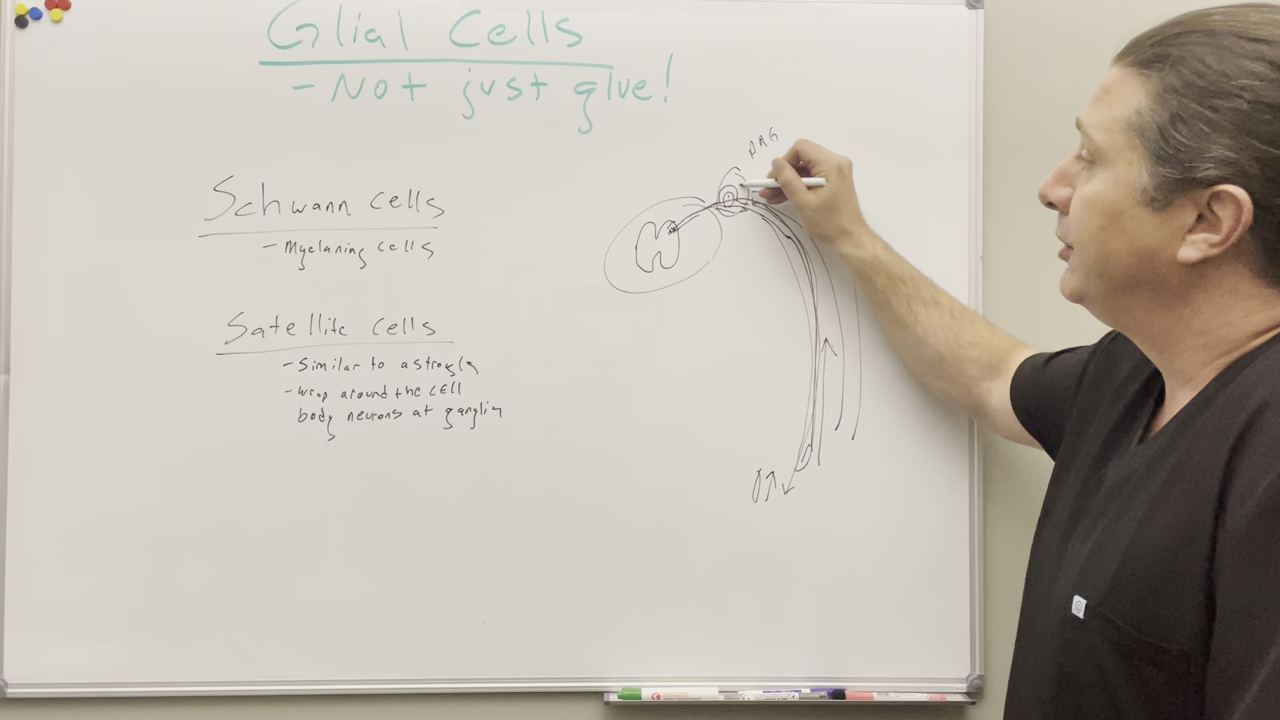 Glial Cells
- Not just glue!
DRG
Schwann cells
- Myelaning cells
Satellite cells
- Similar to astroglia
- wrap around the cell
body neurons at ganglia